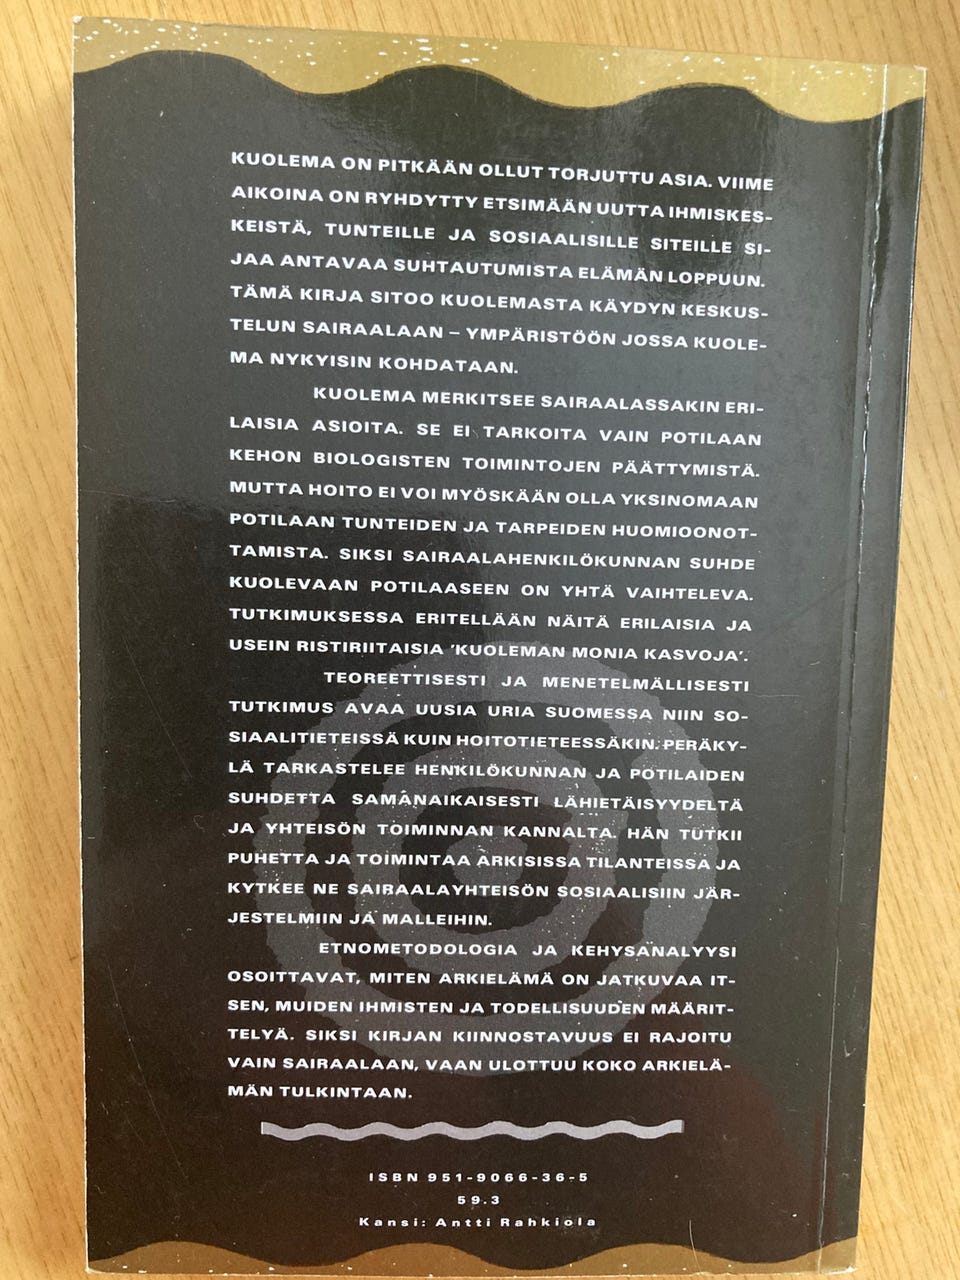 KUOLEMA ON PITKÄÄN OLLUT TORJUTTU ASIA. VIIME
AIKOINA ON RYHDYTTY ETSIMÄÄN UUTTA IHMISKES-
KEISTÄ, TUNTEILLE JA SOSIAALISILLE SITEILLE SI-
JAA ANTAVAA SUHTAUTUMISTA ELÄMÄN LOPPUUN.
TÄMÄ KIRJA SITOO KUOLEMASTA KÄYDYN KESKUS-
TELUN SAIRAALAAN – YMPÄRISTÖÖN JOSSA KUOLE-
MA NYKYISIN KOHDATAAN.
KUOLEMA MERKITSEE SAIRAALASSAKIN ERI-
LAISIA ASIOITA. SE EI TARKOITA VAIN POTILAAN
KEHON BIOLOGISTEN TOIMINTOJEN PÄÄTTYMISTÄ.
MUTTA HOITO EI VOI MYÖSKÄÄN OLLA YKSINOMAAN
POTILAAN TUNTEIDEN JA TARPEIDEN HUOMIOONOT-
TAMISTA. SIKSI SAIRAALAHENKILÖKUNNAN SUHDE
KUOLEVAAN POTILAASEEN ON YHTÄ VAIHTELEVA.
TUTKIMUKSESSA ERITELLÄÄN NÄITÄ ERILAISIA JA
USEIN RISTIRIITAISIA 'KUOLEMAN MONIA KASVOJA'.
TEOREETTISESTI JA MENETELMÄLLISESTI
TUTKIMUS AVAA UUSIA URIA SUOMESSA NIIN SO-
SIAALITIETEISSÄ KUIN HOITOTIETEESSÄKIN. PERÄKY-
LÄ TARKASTELEE HENKILÖKUNNAN JA POTILAIDEN
SUHDETTA SAMANAIKAISESTI LÄHIETÄISYYDELTÄ
JA YHTEISÖN TOIMINNAN KANNALTA. HÄN TUTKII
PUHETTA JA TOIMINTAA ARKISISSA TILANTEISSA JA
KYTKEE NE SAIRAALAYHTEISÖN SOSIAALISIIN JÄR-
JESTELMIIN JA MALLEIHIN.
ETNOMETODOLOGIA JA KEHYSANALYYSI
OSOITTAVAT, MITEN ARKIELÄMÄ ON JATKUVAA IT-
SEN, MUIDEN IHMISTEN JA TODELLISUUDEN MÄÄRIT-
TELYÄ. SIKSI KIRJAN KIINNOSTAVUUS EI RAJOITU
VAIN SAIRAALAAN, VAAN ULOTTUU KOKO ARKIELÄ-
MÄN TULKINTAAN.
ISBN 951-9066-36-5
59.3
Kansi: Antti Rahkiola